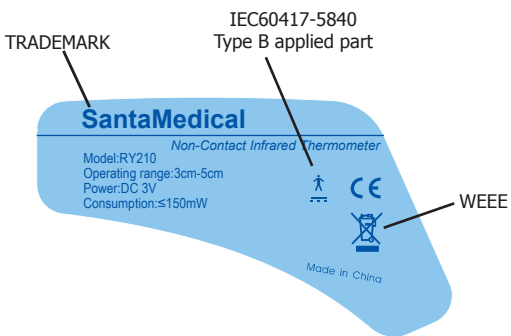 IEC60417-5840
Type B applied part
TRADEMARK
SantaMedical
Non-Contact Infrared Thermometer
Model:RY210
Operating range:3cm-5cm
Power:DC 3V
Consumption:≤150mW
CE
WEEE
Made in China